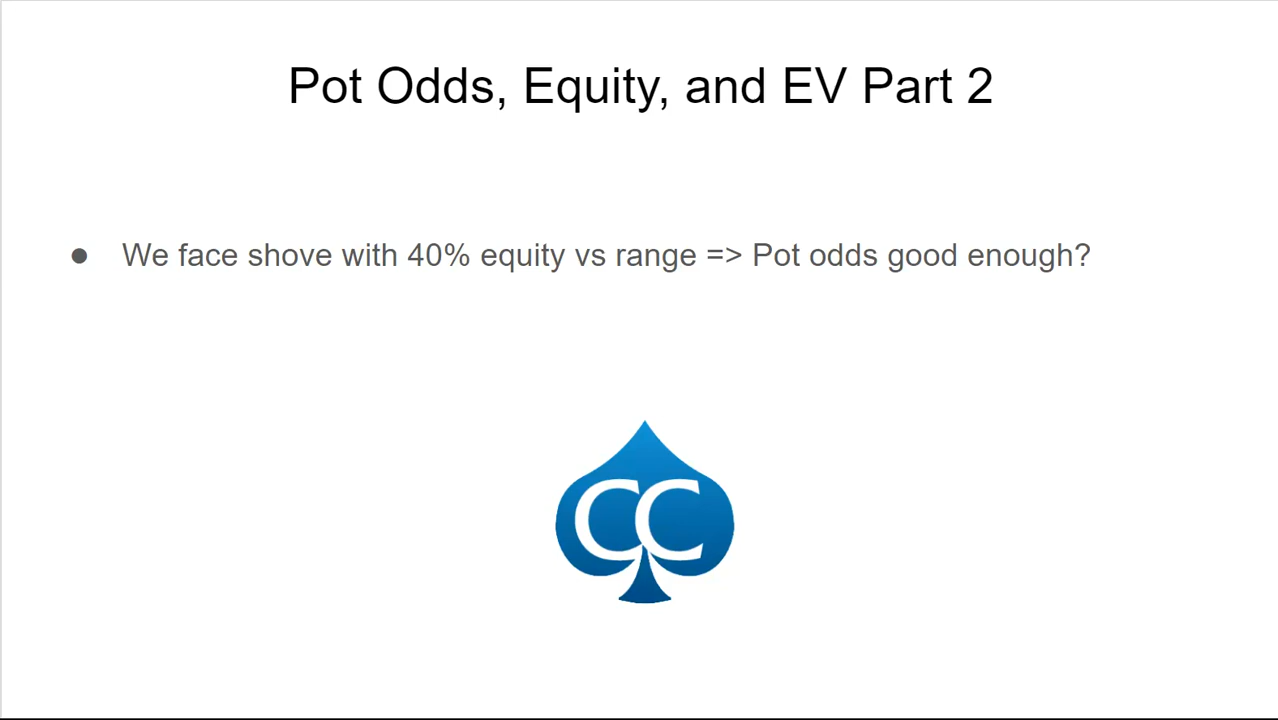 Pot Odds, Equity, and EV Part 2
● We face shove with 40% equity vs range => Pot odds good enough?
CC